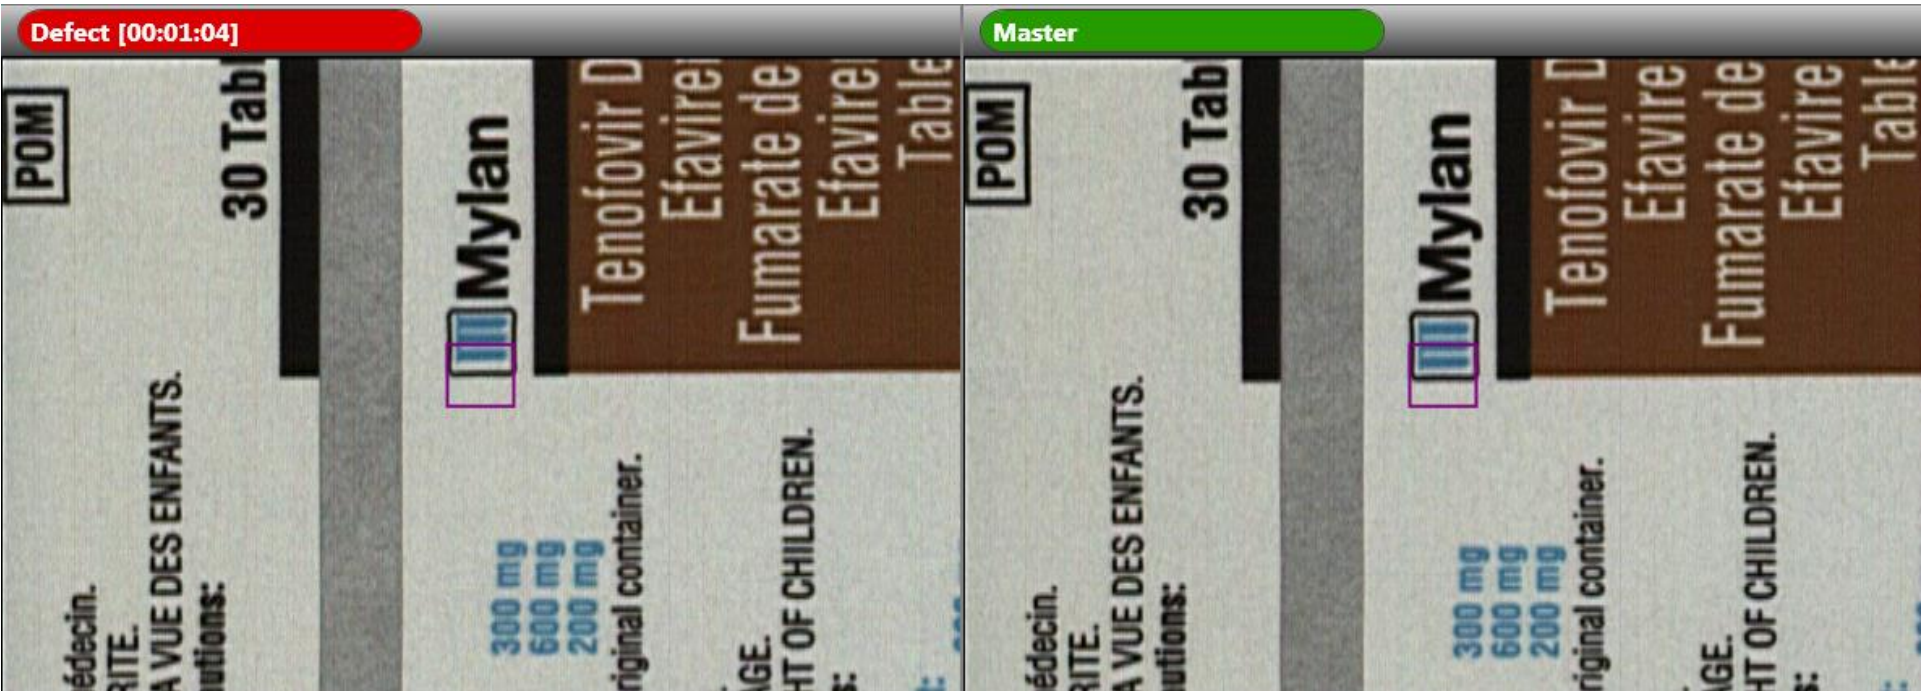 Defect [00:01:04]
POM
30 Tabl
édecin.
RITE.
A VUE DES ENFANTS.
utions:
Mylan
Tenofovir D
Efavire
Fumarate de
Efavire
Table
300 mg
600 mg
200 mg
riginal container.
GE.
HT OF CHILDREN.
s:
Master
POM
30 Tab
édecin.
RITE.
A VUE DES ENFANTS.
utions:
Mylan
Tenofovir D
Efavire
Fumarate de
Efavire
Table
300 mg
600 mg
200 mg
riginal container.
GE.
HT OF CHILDREN.
s: